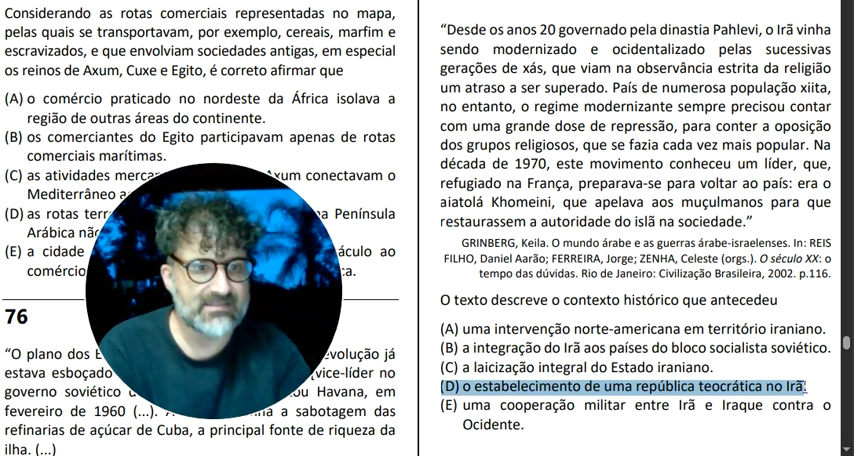 Considerando as rotas comerciais representadas no mapa,
pelas quais se transportavam, por exemplo, cereais, marfim e
escravizados, e que envolviam sociedades antigas, em especial
os reinos de Axum, Cuxe e Egito, é correto afirmar que
(A) o comércio praticado no nordeste da África isolava a
região de outras áreas do continente.
(B) os comerciantes do Egito participavam apenas de rotas
comerciais marítimas.
(C) as atividades Axum conectavam o
Mediterrâneo
(D) as rotas Península
Arábica
(E) a cidade ao
comércio
76
“O plano dos já
estava esboçado vice-líder no
governo soviético Havana, em
fevereiro de 1960 (...). a sabotagem das
refinarias de açúcar de Cuba, a principal fonte de riqueza da
ilha. (...)
“Desde os anos 20 governado pela dinastia Pahlevi, o Irã vinha
sendo modernizado e ocidentalizado pelas sucessivas
gerações de xás, que viam na observância estrita da religião
um atraso a ser superado. País de numerosa população xiita,
no entanto, o regime modernizante sempre precisou contar
com uma grande dose de repressão, para conter a oposição
dos grupos religiosos, que se fazia cada vez mais popular. Na
década de 1970, este movimento conheceu um líder, que,
refugiado na França, preparava-se para voltar ao país: era o
aiatolá Khomeini, que apelava aos muçulmanos para que
restaurassem a autoridade do islã na sociedade.”
GRINBERG, Keila. O mundo árabe e as guerras árabe-israelenses. In: REIS
FILHO, Daniel Aarão; FERREIRA, Jorge; ZENHA, Celeste (orgs.). O século XX: o
tempo das dúvidas. Rio de Janeiro: Civilização Brasileira, 2002. p.116.
O texto descreve o contexto histórico que antecedeu
(A) uma intervenção norte-americana em território iraniano.
(B) a integração do Irã aos países do bloco socialista soviético.
(C) a laicização integral do Estado iraniano.
(D) o estabelecimento de uma república teocrática no Irã.
(E) uma cooperação militar entre Irã e Iraque contra o
Ocidente.